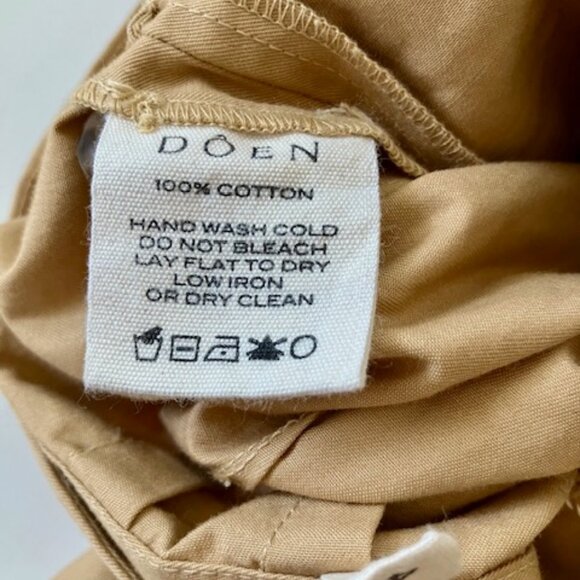 DÔEN
100% COTTON
HAND WASH COLD
DO NOT BLEACH
LAY FLAT TO DRY
LOW IRON
OR DRY CLEAN